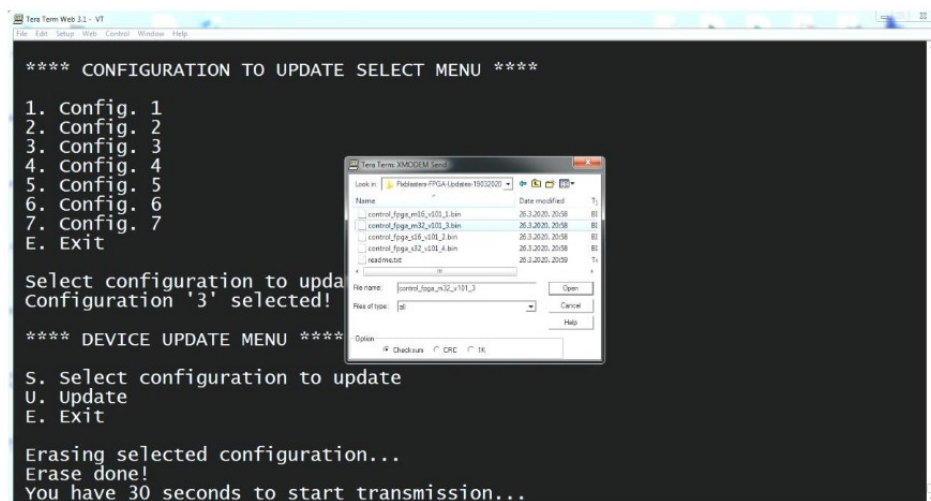 Tera Term Web 3.1 - VT
File Edit Setup Web Control Window Help
**** CONFIGURATION TO UPDATE SELECT MENU ****
1. Config. 1
2. Config. 2
3. Config. 3
4. Config. 4
5. Config. 5
6. Config. 6
7. Config. 7
E. Exit
Select configuration to upda
Configuration '3' selected!
**** DEVICE UPDATE MENU ****
S. Select configuration to update
U. Update
E. Exit
Erasing selected configuration...
Erase done!
You have 30 seconds to start transmission...
Tera Term: XMODEM Send
Look in: Pixblasters-FPGA-Updates-19032020
Name Date modified
control_fpga_m16_v101_1.bin 26.3.2020. 20:58
control_fpga_m32_v101_3.bin 26.3.2020. 20:58
control_fpga_s16_v101_2.bin 26.3.2020. 20:58
control_fpga_s32_v101_4.bin 26.3.2020. 20:58
readme.txt 26.3.2020. 20:59
File name: control_fpga_m32_v101_3 Open
Files of type: all Cancel
Help
Option
Checksum CRC 1K